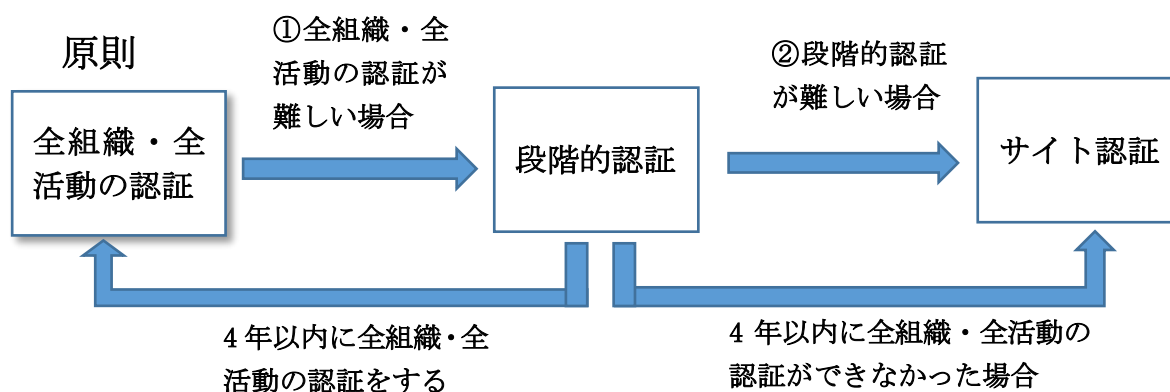 原則
全組織・全
活動の認証
①全組織・全
活動の認証が
難しい場合
段階的認証
②段階的認証
が難しい場合
サイト認証
4年以内に全組織・全
活動の認証をする
4 年以内に全組織・全活動の
認証ができなかった場合